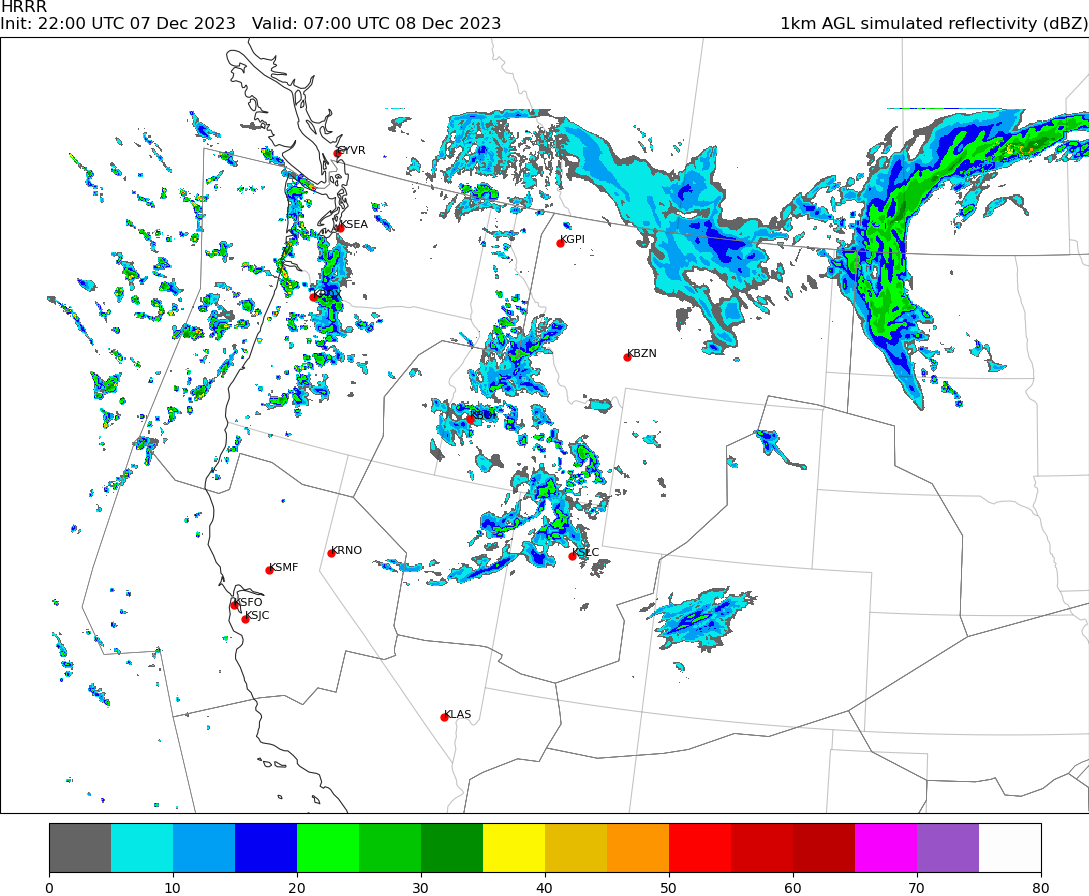 HRRR
Init: 22:00 UTC 07 Dec 2023   Valid: 07:00 UTC 08 Dec 2023
1km AGL simulated reflectivity (dBZ)
CYVR
KSEA
KGPI
KPDX
KBZN
KBOI
KRNO
KSLC
KSMF
KSFO
KSJC
KLAS
0 10 20 30 40 50 60 70 80